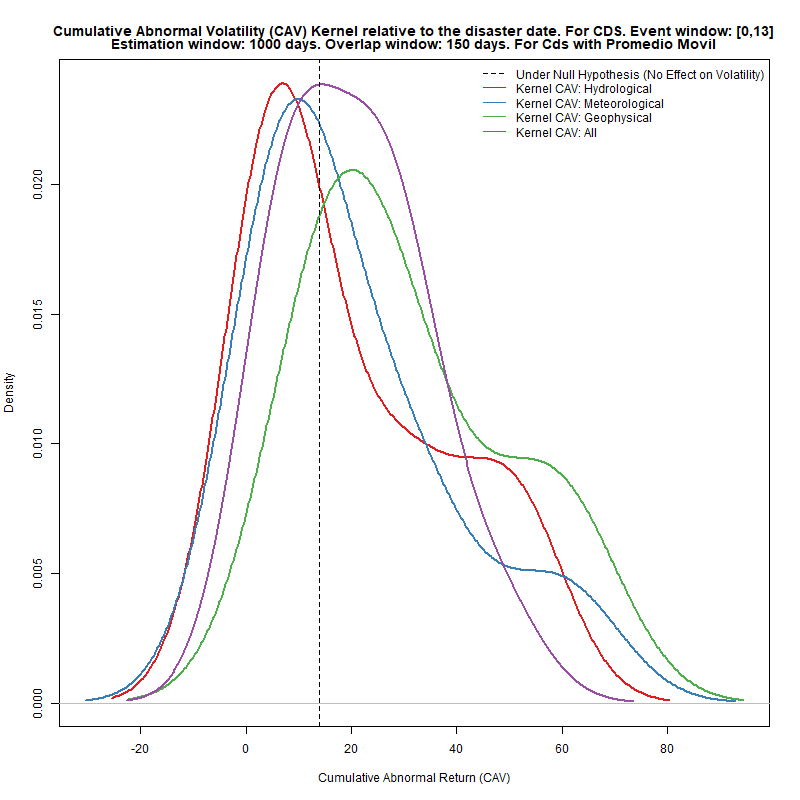 Cumulative Abnormal Volatility (CAV) Kernel relative to the disaster date. For CDS. Event window: [0,13]
Estimation window: 1000 days. Overlap window: 150 days. For Cds with Promedio Movil
Under Null Hypothesis (No Effect on Volatility)
Kernel CAV: Hydrological
Kernel CAV: Meteorological
Kernel CAV: Geophysical
Kernel CAV: All
Density
0.020
0.015
0.010
0.005
0.000
-20 0 20 40 60 80
Cumulative Abnormal Return (CAV)